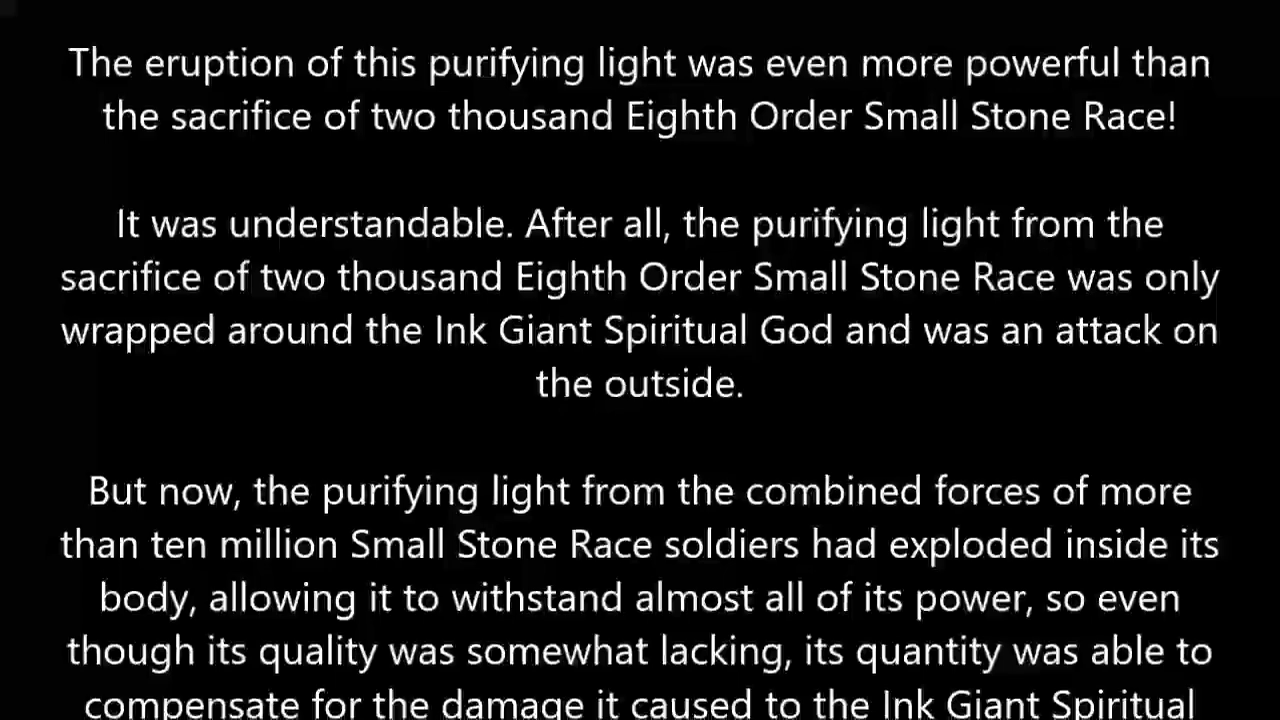 The eruption of this purifying light was even more powerful than
the sacrifice of two thousand Eighth Order Small Stone Race!
It was understandable. After all, the purifying light from the
sacrifice of two thousand Eighth Order Small Stone Race was only
wrapped around the Ink Giant Spiritual God and was an attack on
the outside.
But now, the purifying light from the combined forces of more
than ten million Small Stone Race soldiers had exploded inside its
body, allowing it to withstand almost all of its power, so even
though its quality was somewhat lacking, its quantity was able to
compensate for the damage it caused to the Ink Giant Spiritual